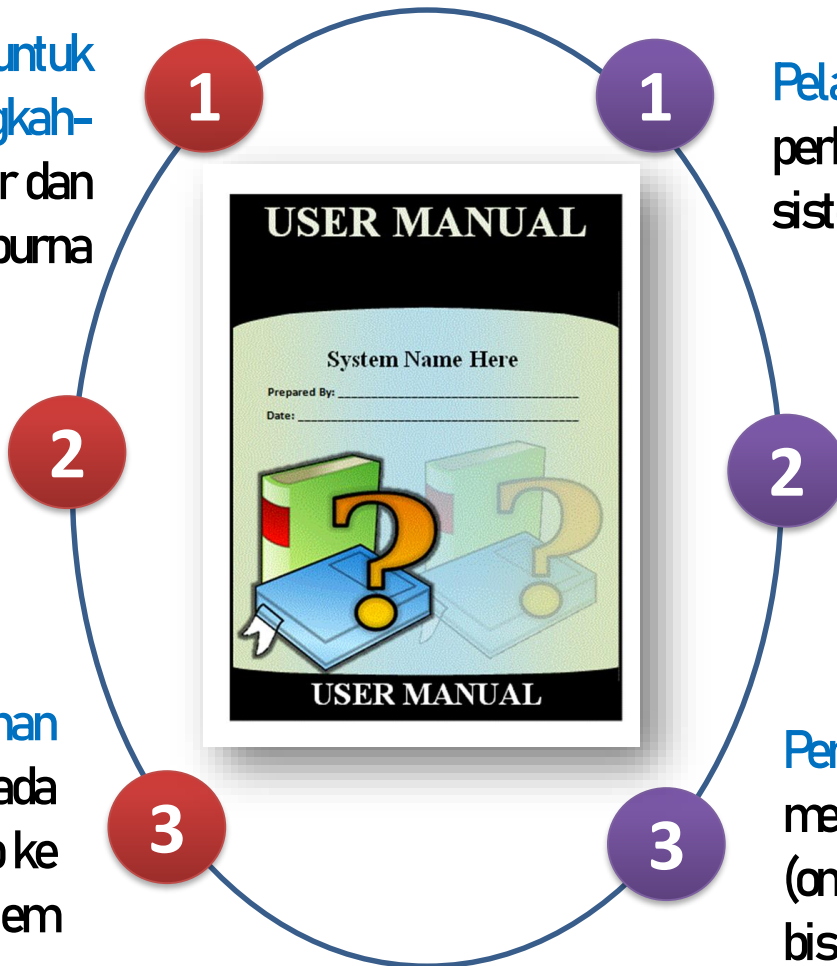 untuk
gkah-
r dan
purna
1
1
Pela
perl
sist
USER MANUAL
System Name Here
Prepared By:
Date:
2
2
USER MANUAL
nan
ada
ke
em
3
3
Per
me
(on
bis